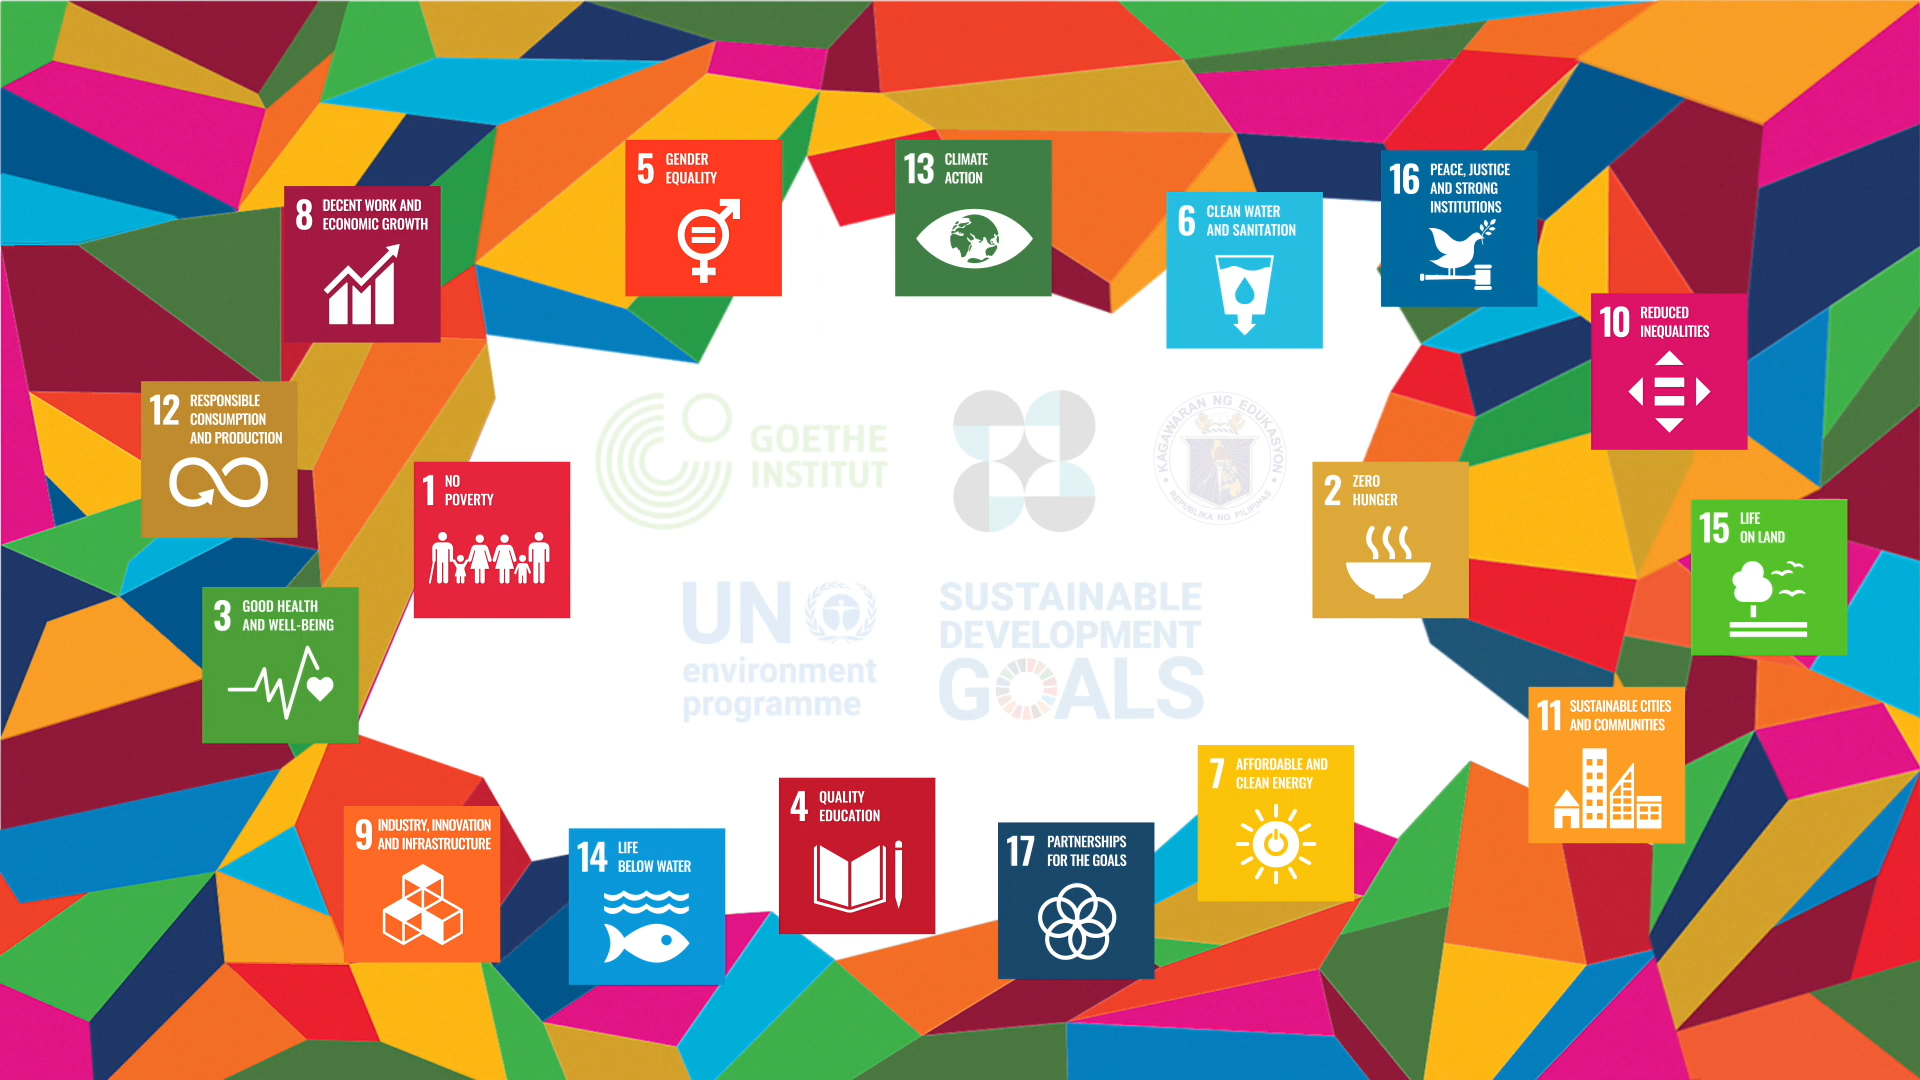 5 GENDER
EQUALITY
13 CLIMATE
ACTION
16 PEACE, JUSTICE
AND STRONG
INSTITUTIONS
8 DECENT WORK AND
ECONOMIC GROWTH
6 CLEAN WATER
AND SANITATION
10 REDUCED
INEQUALITIES
12 RESPONSIBLE
CONSUMPTION
AND PRODUCTION
GOETHE
INSTITUT
KAGAWARAN NG EDUKASYON
REPUBLIKA NG PILIPINAS
1 NO
POVERTY
2 ZERO
HUNGER
15 LIFE
ON LAND
3 GOOD HEALTH
AND WELL-BEING
UN
environment
programme
SUSTAINABLE
DEVELOPMENT
GOALS
11 SUSTAINABLE CITIES
AND COMMUNITIES
7 AFFORDABLE AND
CLEAN ENERGY
4 QUALITY
EDUCATION
9 INDUSTRY, INNOVATION
AND INFRASTRUCTURE
14 LIFE
BELOW WATER
17 PARTNERSHIPS
FOR THE GOALS